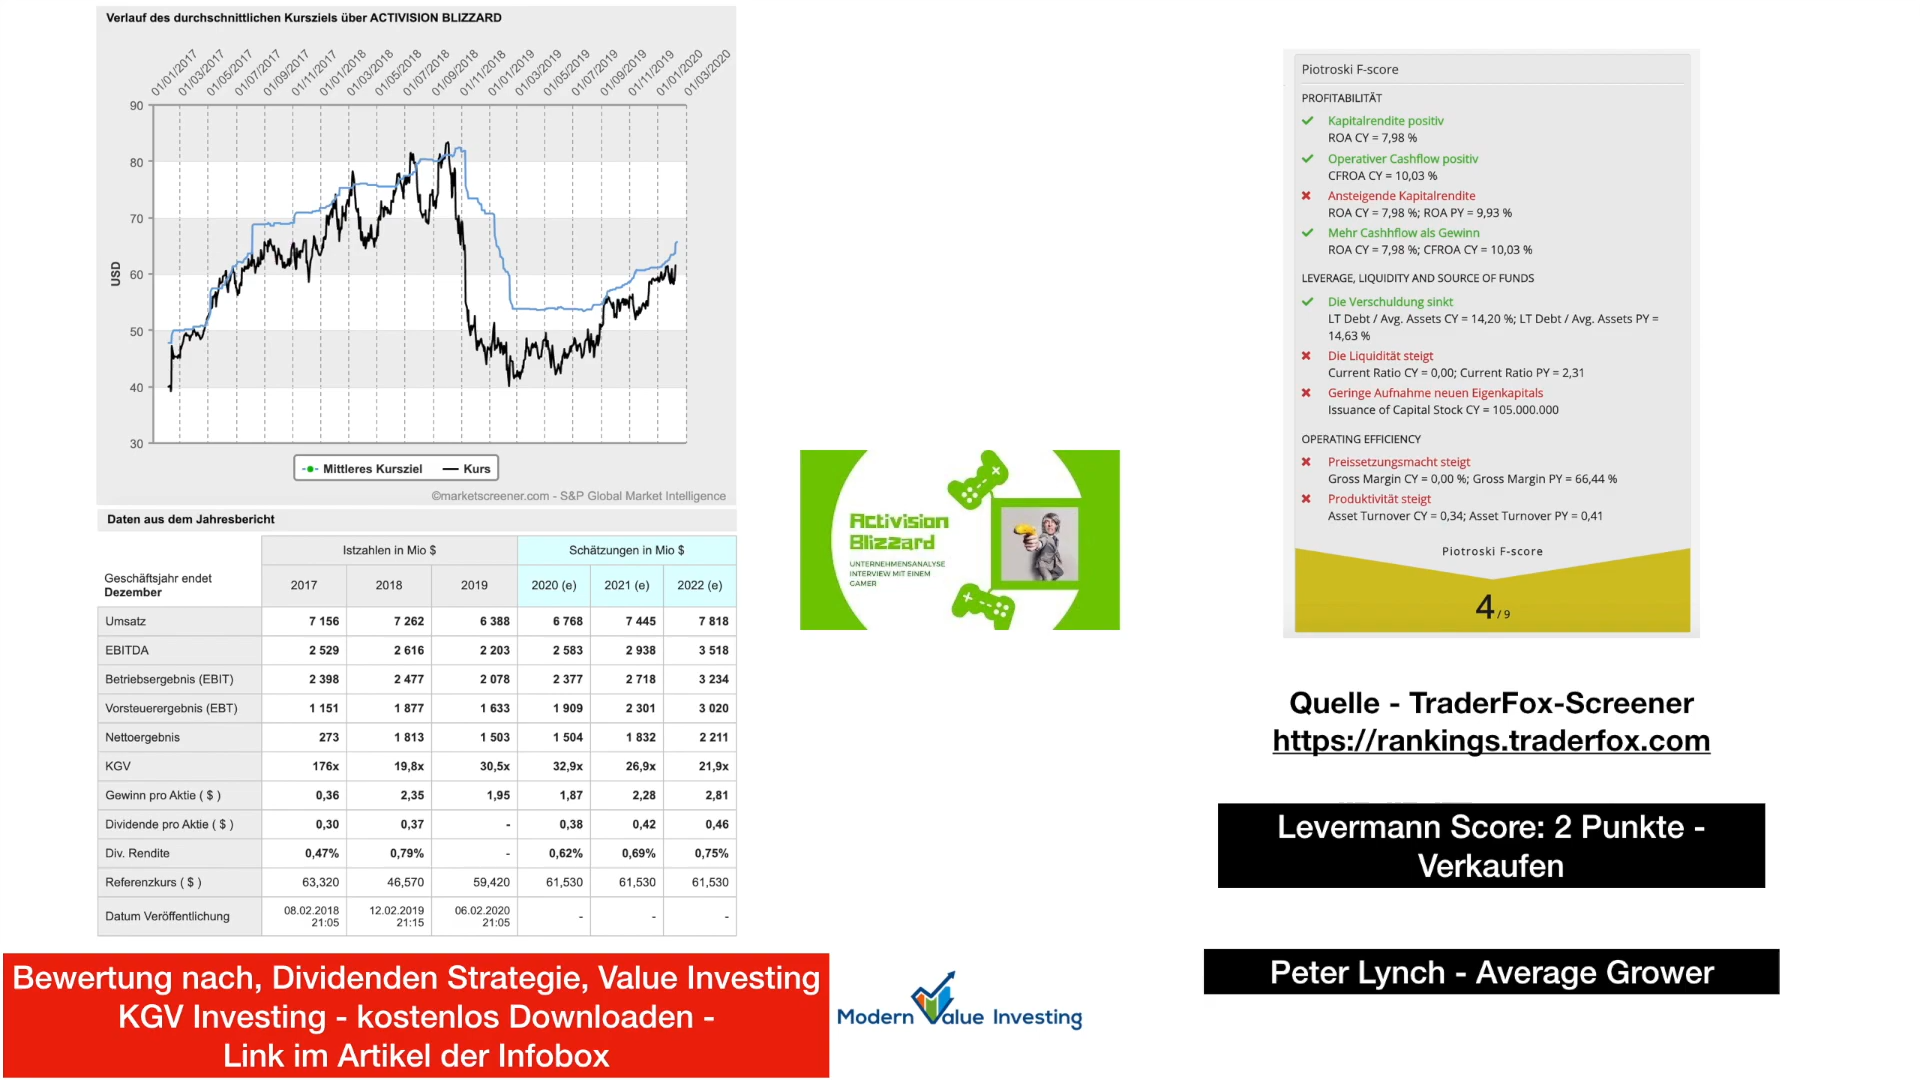 Verlauf des durchschnittlichen Kursziels über ACTIVISION BLIZZARD
01/01/2017 01/03/2017 01/05/2017 01/07/2017 01/09/2017 01/11/2017 01/01/2018 01/03/2018 01/05/2018 01/07/2018 01/09/2018 01/11/2018 01/01/2019 01/03/2019 01/05/2019 01/07/2019 01/09/2019 01/11/2019 01/01/2020 01/03/2020
90
80
70
60
50
40
30
USD
Mittleres Kursziel Kurs
©marketscreener.com - S&P Global Market Intelligence
Daten aus dem Jahresbericht
Istzahlen in Mio $ Schätzungen in Mio $
Geschäftsjahr endet
Dezember
2017 2018 2019 2020 (e) 2021 (e) 2022 (e)
Umsatz 7 156 7 262 6 388 6 768 7 445 7 818
EBITDA 2 529 2 616 2 203 2 583 2 938 3 518
Betriebsergebnis (EBIT) 2 398 2 477 2 078 2 377 2 718 3 234
Vorsteuerergebnis (EBT) 1 151 1 877 1 633 1 909 2 301 3 020
Nettoergebnis 273 1 813 1 503 1 504 1 832 2 211
KGV 176x 19,8x 30,5x 32,9x 26,9x 21,9x
Gewinn pro Aktie ( $ ) 0,36 2,35 1,95 1,87 2,28 2,81
Dividende pro Aktie ( $ ) 0,30 0,37 - 0,38 0,42 0,46
Div. Rendite 0,47% 0,79% - 0,62% 0,69% 0,75%
Referenzkurs ( $ ) 63,320 46,570 59,420 61,530 61,530 61,530
Datum Veröffentlichung 08.02.2018 12.02.2019 06.02.2020 - - -
21:05 21:15 21:05
Bewertung nach, Dividenden Strategie, Value Investing
KGV Investing - kostenlos Downloaden -
Link im Artikel der Infobox
Activision
Blizzard
UNTERNEHMENSANALYSE
INTERVIEW MIT EINEM
GAMER
Modern Value Investing
Piotroski F-score
PROFITABILITÄT
Kapitalrendite positiv
ROA CY = 7,98 %
Operativer Cashflow positiv
CFROA CY = 10,03 %
Ansteigende Kapitalrendite
ROA CY = 7,98 %; ROA PY = 9,93 %
Mehr Cashhflow als Gewinn
ROA CY = 7,98 %; CFROA CY = 10,03 %
LEVERAGE, LIQUIDITY AND SOURCE OF FUNDS
Die Verschuldung sinkt
LT Debt / Avg. Assets CY = 14,20 %; LT Debt / Avg. Assets PY =
14,63 %
Die Liquidität steigt
Current Ratio CY = 0,00; Current Ratio PY = 2,31
Geringe Aufnahme neuen Eigenkapitals
Issuance of Capital Stock CY = 105.000.000
OPERATING EFFICIENCY
Preissetzungsmacht steigt
Gross Margin CY = 0,00 %; Gross Margin PY = 66,44 %
Produktivität steigt
Asset Turnover CY = 0,34; Asset Turnover PY = 0,41
Piotroski F-score
4 / 9
Quelle - TraderFox-Screener
https://rankings.traderfox.com
Levermann Score: 2 Punkte -
Verkaufen
Peter Lynch - Average Grower